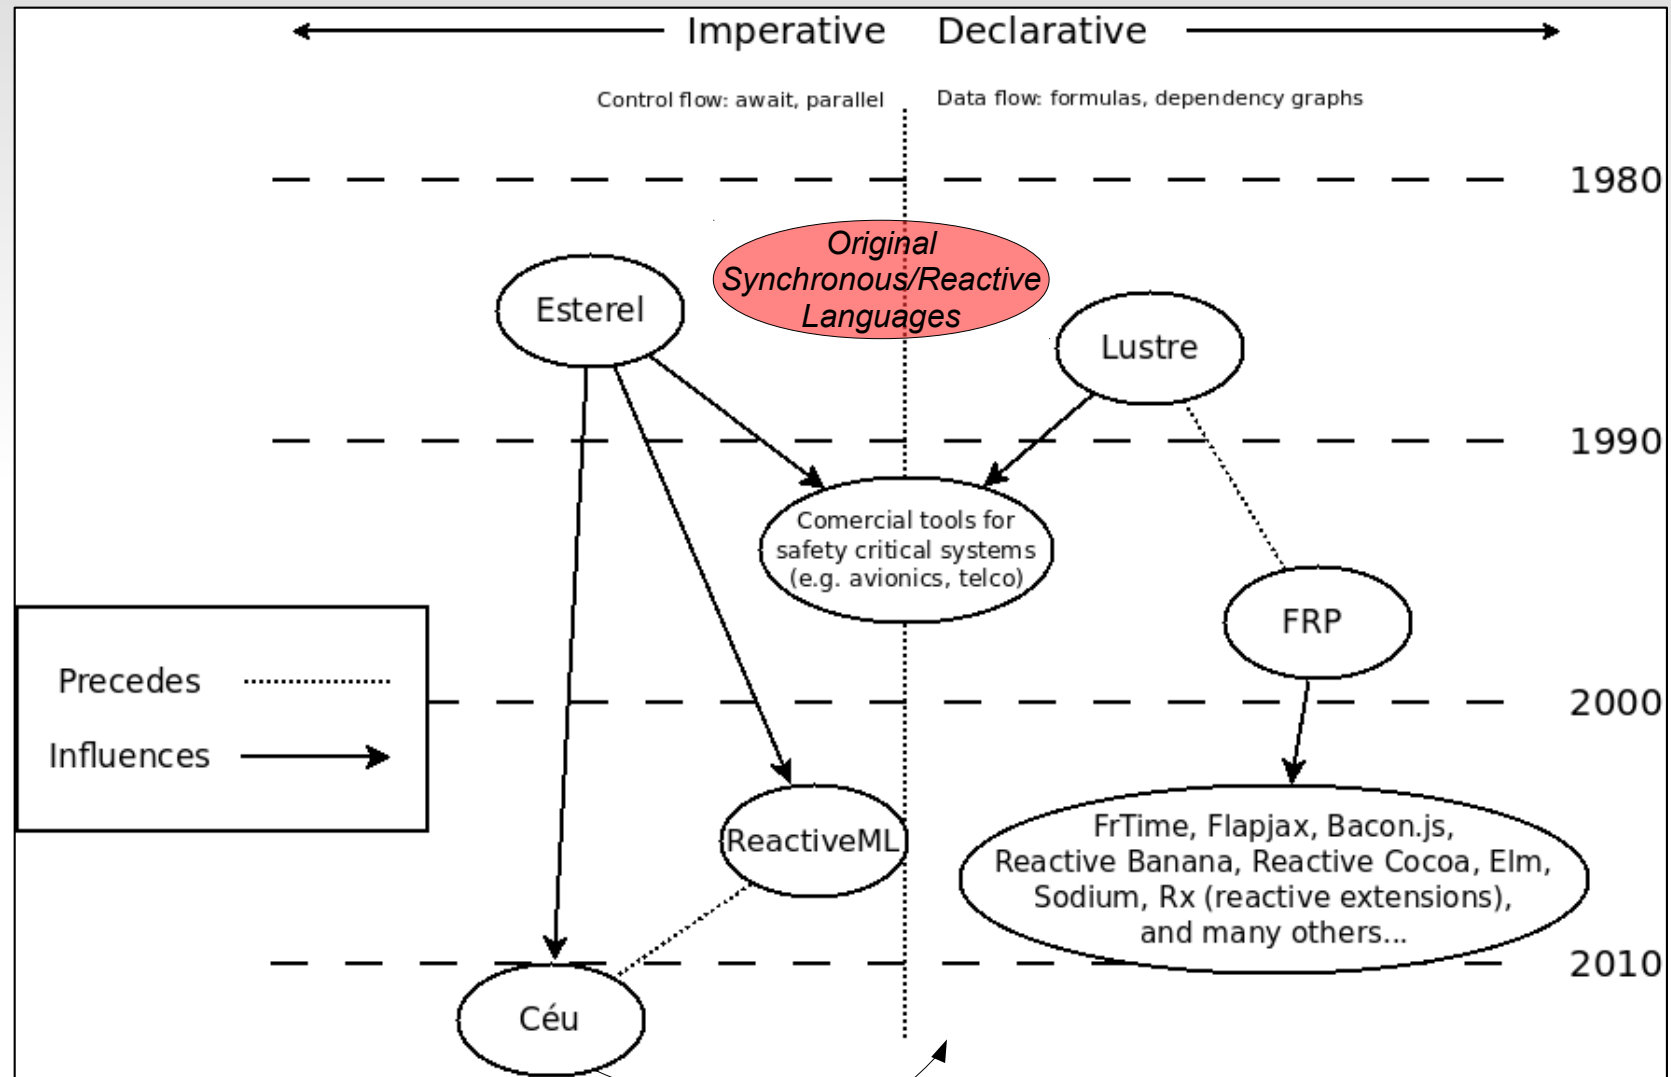 Imperative Declarative
Control flow: await, parallel
Data flow: formulas, dependency graphs
1980
Original
Synchronous/Reactive
Languages
Esterel
Lustre
1990
Comercial tools for
safety critical systems
(e.g. avionics, telco)
FRP
Precedes
Influences
2000
ReactiveML
FrTime, Flapjax, Bacon.js,
Reactive Banana, Reactive Cocoa, Elm,
Sodium, Rx (reactive extensions),
and many others...
2010
Céu